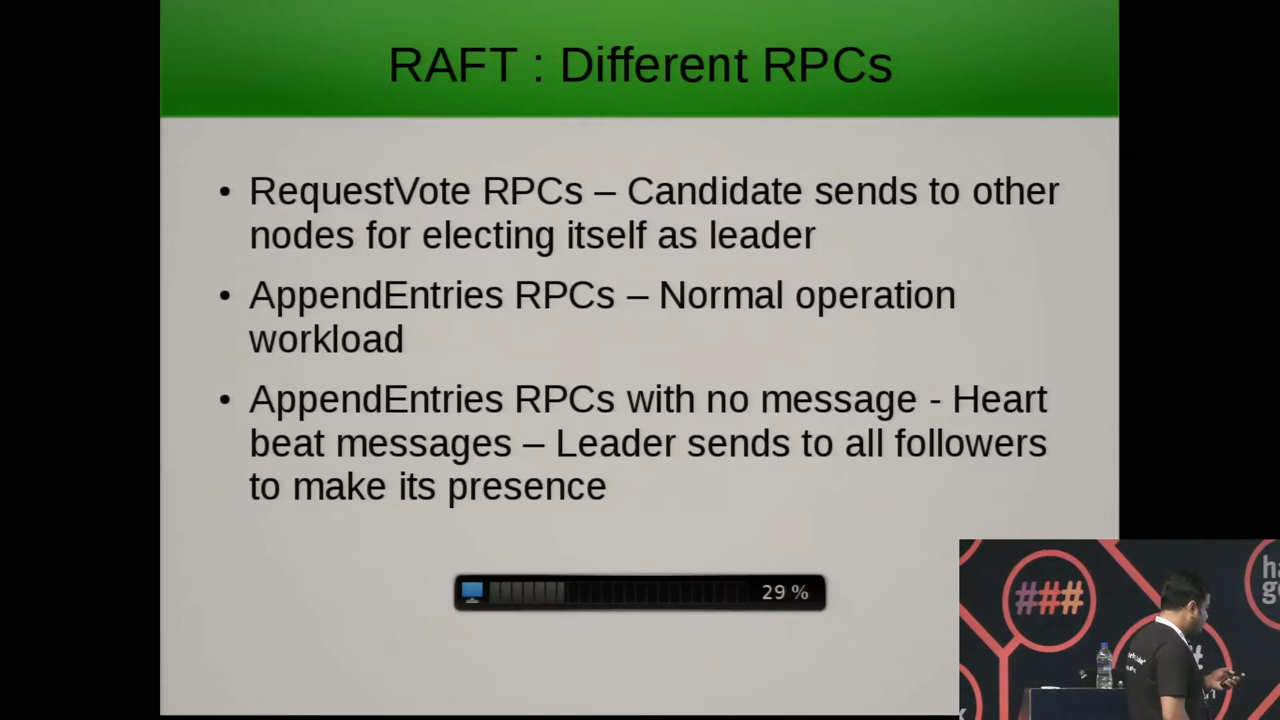 RAFT : Different RPCs
• RequestVote RPCs – Candidate sends to other
nodes for electing itself as leader
• AppendEntries RPCs – Normal operation
workload
• AppendEntries RPCs with no message - Heart
beat messages – Leader sends to all followers
to make its presence
29 %
###
ha
ge